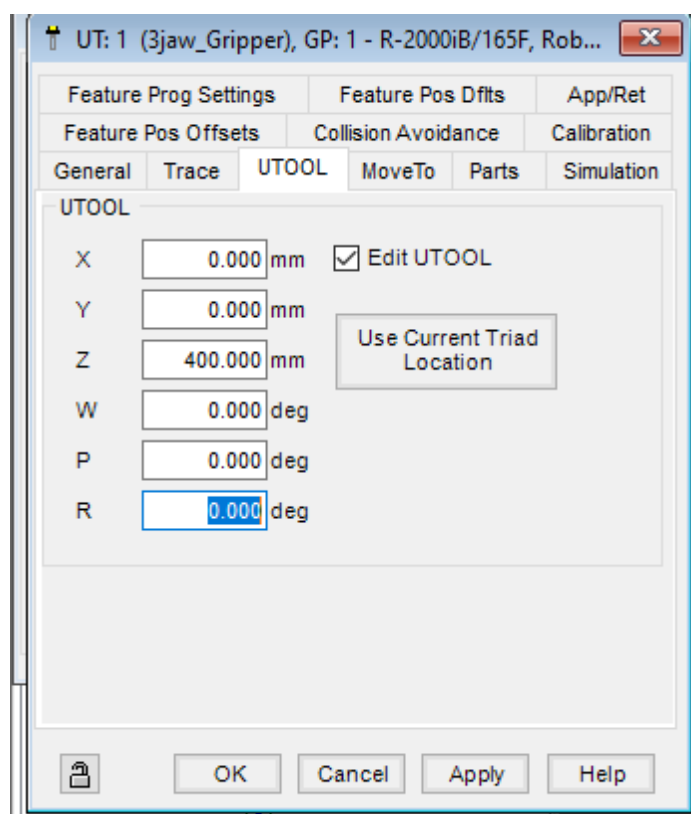 UT: 1 (3jaw_Gripper), GP: 1 - R-2000iB/165F, Rob...
Feature Prog Settings Feature Pos Dflts App/Ret
Feature Pos Offsets Collision Avoidance Calibration
General Trace UTOOL MoveTo Parts Simulation
UTOOL
X 0.000 mm Edit UTOOL
Y 0.000 mm
Use Current Triad
Location
Z 400.000 mm
W 0.000 deg
P 0.000 deg
R 0.000 deg
OK Cancel Apply Help